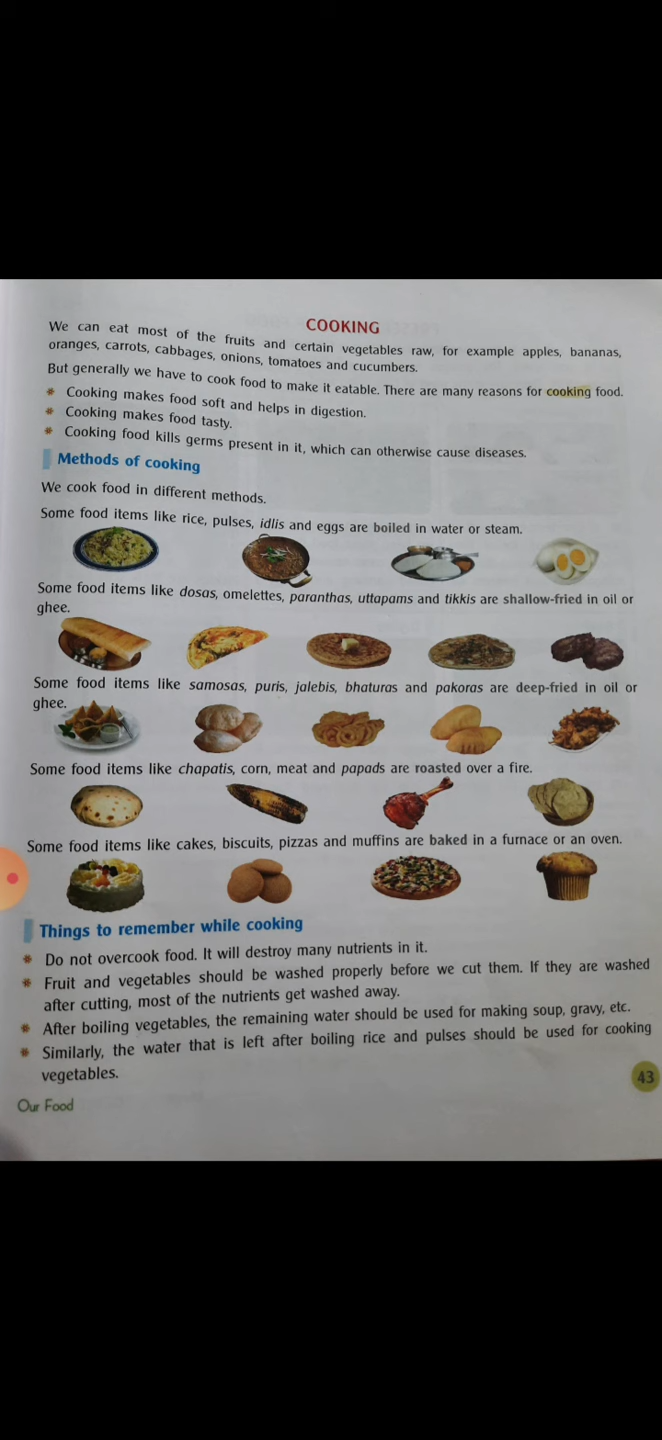 COOKING
We can eat most of the fruits and certain vegetables raw, for example apples, bananas,
oranges, carrots, cabbages, onions, tomatoes and cucumbers.
But generally we have to cook food to make it eatable. There are many reasons for cooking food.
* Cooking makes food soft and helps in digestion.
* Cooking makes food tasty.
* Cooking food kills germs present in it, which can otherwise cause diseases.
Methods of cooking
We cook food in different methods.
Some food items like rice, pulses, idlis and eggs are boiled in water or steam.
Some food items like dosas, omelettes, paranthas, uttapams and tikkis are shallow-fried in oil or
ghee.
Some food items like samosas, puris, jalebis, bhaturas and pakoras are deep-fried in oil or
ghee.
Some food items like chapatis, corn, meat and papads are roasted over a fire.
Some food items like cakes, biscuits, pizzas and muffins are baked in a furnace or an oven.
Things to remember while cooking
* Do not overcook food. It will destroy many nutrients in it.
* Fruit and vegetables should be washed properly before we cut them. If they are washed
after cutting, most of the nutrients get washed away.
* After boiling vegetables, the remaining water should be used for making soup, gravy, etc.
* Similarly, the water that is left after boiling rice and pulses should be used for cooking
vegetables.
43
Our Food